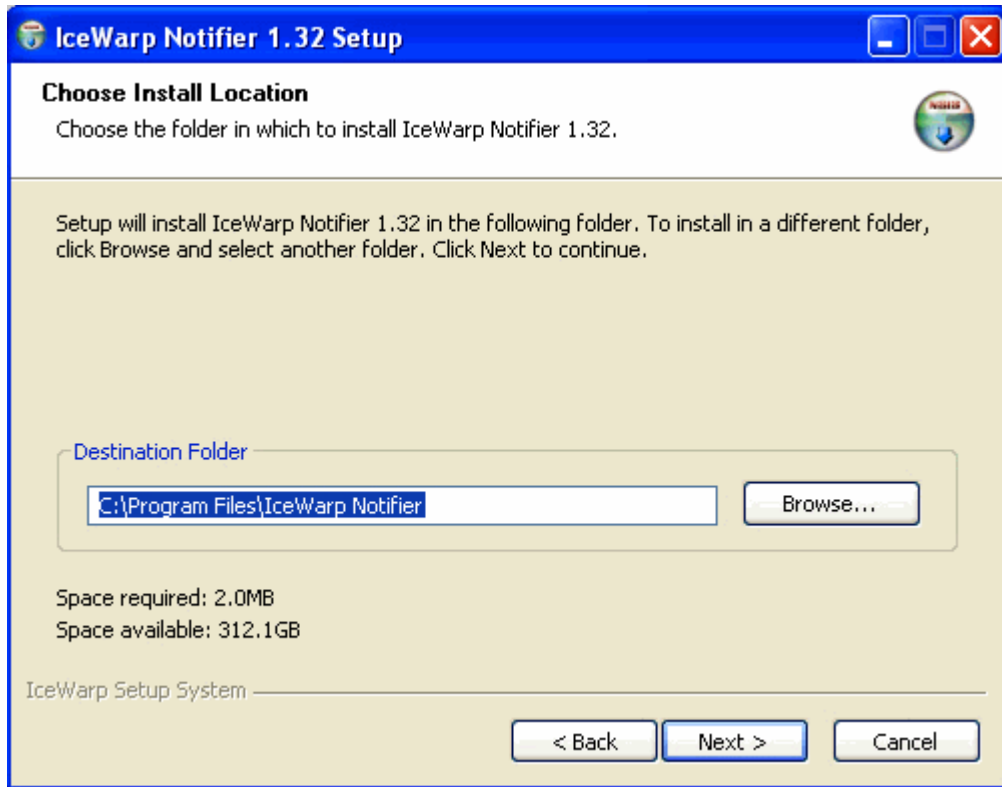 IceWarp Notifier 1.32 Setup
Choose Install Location
Choose the folder in which to install IceWarp Notifier 1.32.
Setup will install IceWarp Notifier 1.32 in the following folder. To install in a different folder,
click Browse and select another folder. Click Next to continue.
Destination Folder
C:\Program Files\IceWarp Notifier
Browse...
Space required: 2.0MB
Space available: 312.1GB
IceWarp Setup System
< Back
Next >
Cancel